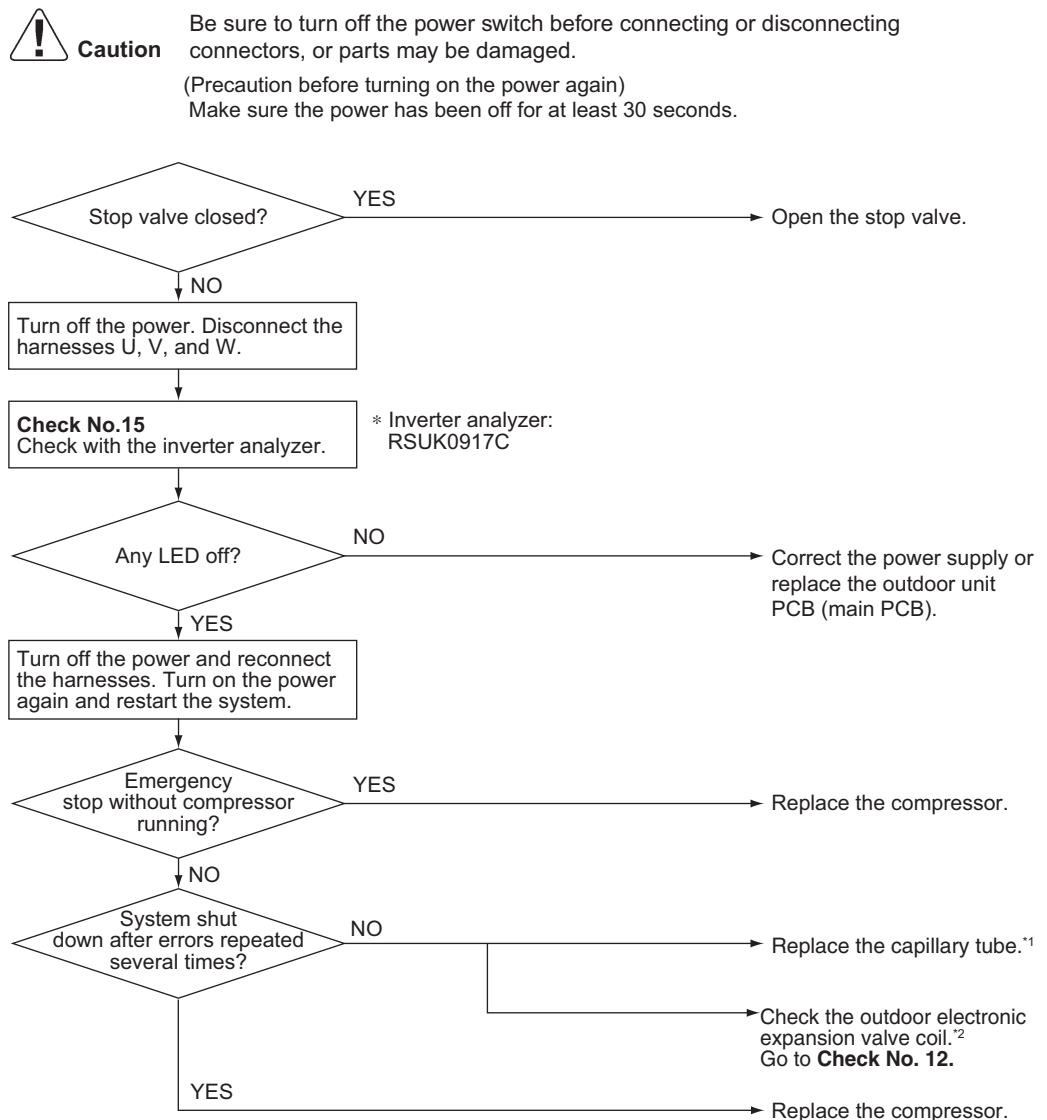 Caution
Be sure to turn off the power switch before connecting or disconnecting
connectors, or parts may be damaged.
(Precaution before turning on the power again)
Make sure the power has been off for at least 30 seconds.
Stop valve closed?
YES
Open the stop valve.
NO
Turn off the power. Disconnect the
harnesses U, V, and W.
Check No.15
Check with the inverter analyzer.
* Inverter analyzer:
RSUK0917C
Any LED off?
NO
Correct the power supply or
replace the outdoor unit
PCB (main PCB).
YES
Turn off the power and reconnect
the harnesses. Turn on the power
again and restart the system.
Emergency
stop without compressor
running?
YES
Replace the compressor.
NO
System shut
down after errors repeated
several times?
NO
Replace the capillary tube.*1
Check the outdoor electronic
expansion valve coil.*2
Go to Check No. 12.
YES
Replace the compressor.